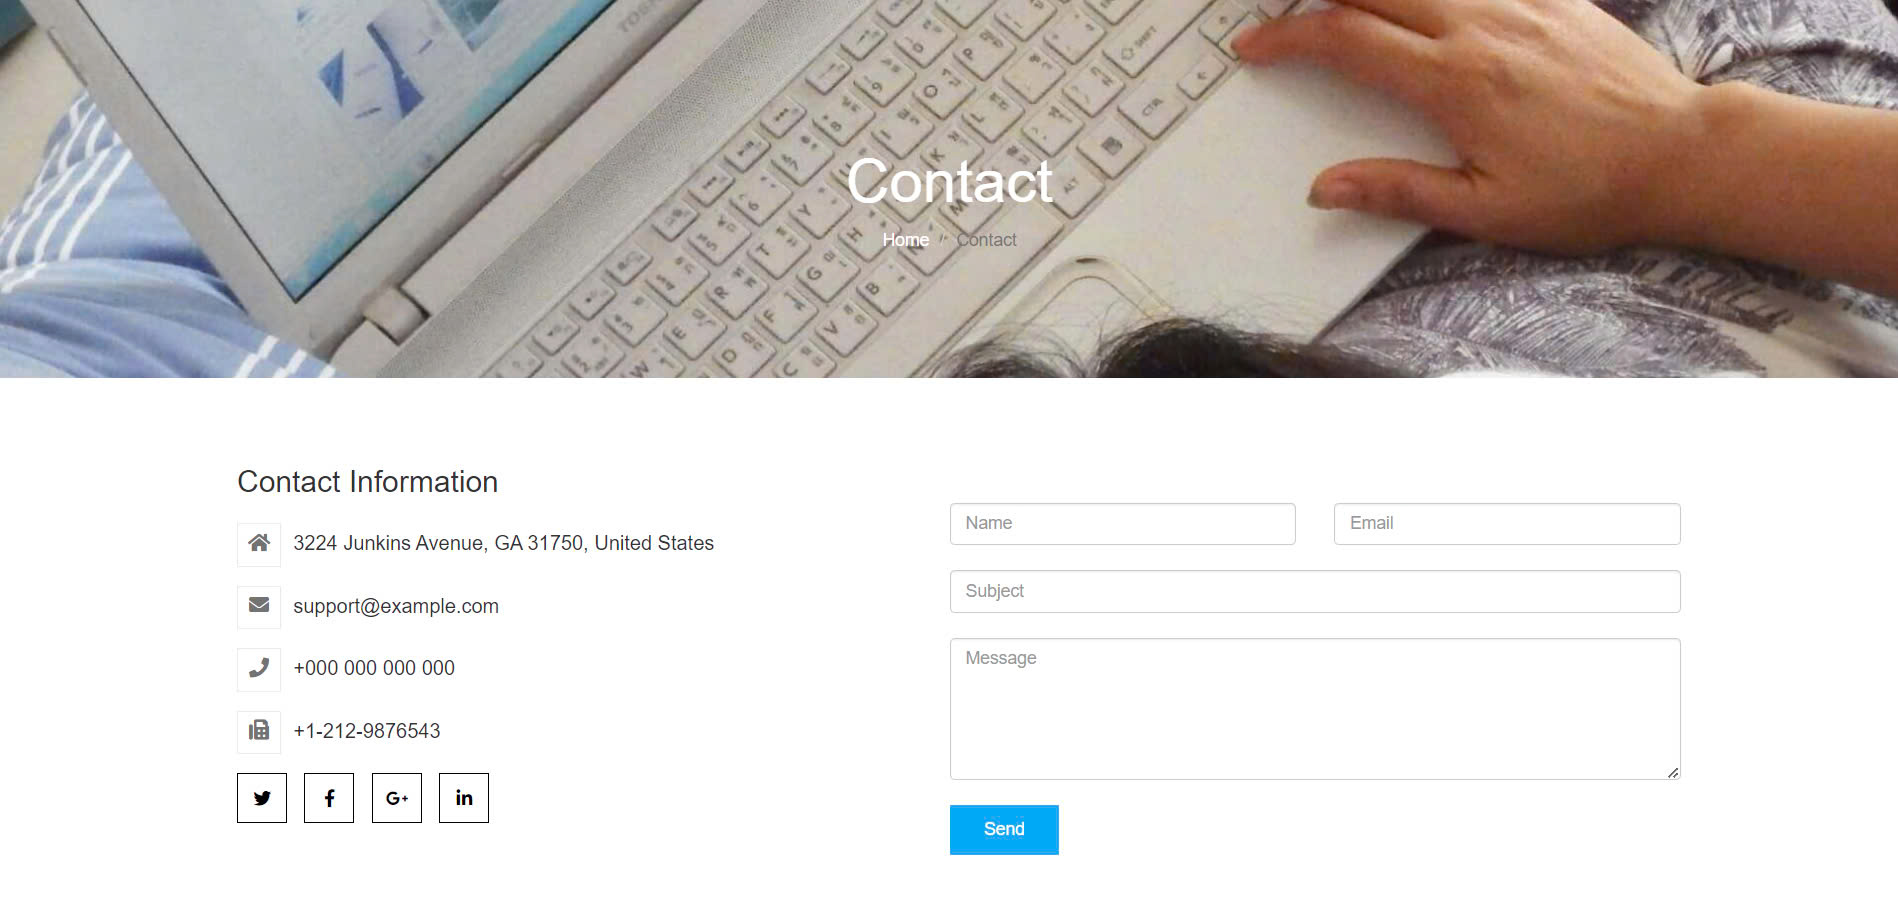 Contact
Home / Contact
Contact Information
3224 Junkins Avenue, GA 31750, United States
support@example.com
+000 000 000 000
+1-212-9876543
G+
in
Name
Email
Subject
Message
Send